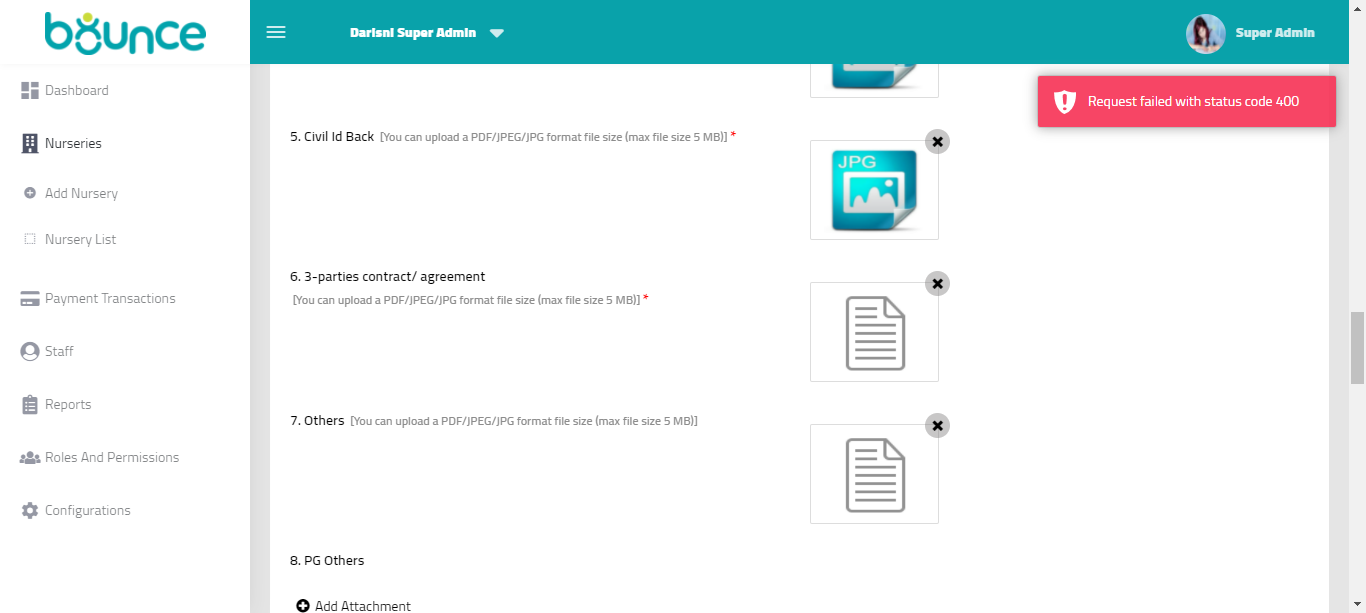 bounce
Darisni Super Admin
Super Admin
Request failed with status code 400
Dashboard
Nurseries
Add Nursery
Nursery List
Payment Transactions
Staff
Reports
Roles And Permissions
Configurations
5. Civil Id Back [You can upload a PDF/JPEG/JPG format file size (max file size 5 MB)] *
JPG
6. 3-parties contract/ agreement
[You can upload a PDF/JPEG/JPG format file size (max file size 5 MB)] *
7. Others [You can upload a PDF/JPEG/JPG format file size (max file size 5 MB)]
8. PG Others
Add Attachment